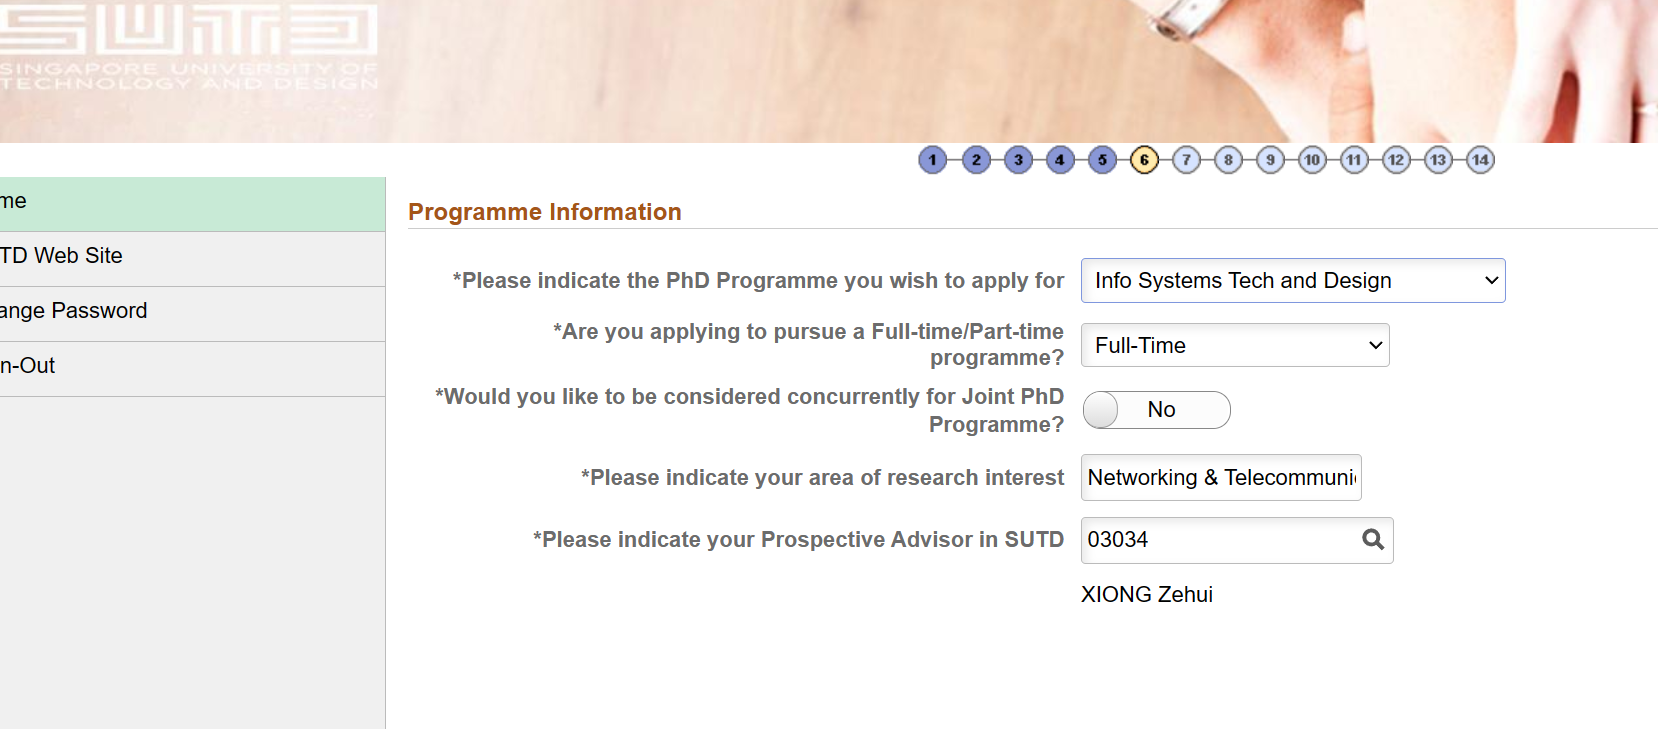 SUTD
SINGAPORE UNIVERSITY OF
TECHNOLOGY AND DESIGN
1 2 3 4 5 6 7 8 9 10 11 12 13 14
me
TD Web Site
ange Password
n-Out
Programme Information
*Please indicate the PhD Programme you wish to apply for Info Systems Tech and Design
*Are you applying to pursue a Full-time/Part-time
programme? Full-Time
*Would you like to be considered concurrently for Joint PhD
Programme? No
*Please indicate your area of research interest Networking & Telecommuni
*Please indicate your Prospective Advisor in SUTD 03034
XIONG Zehui